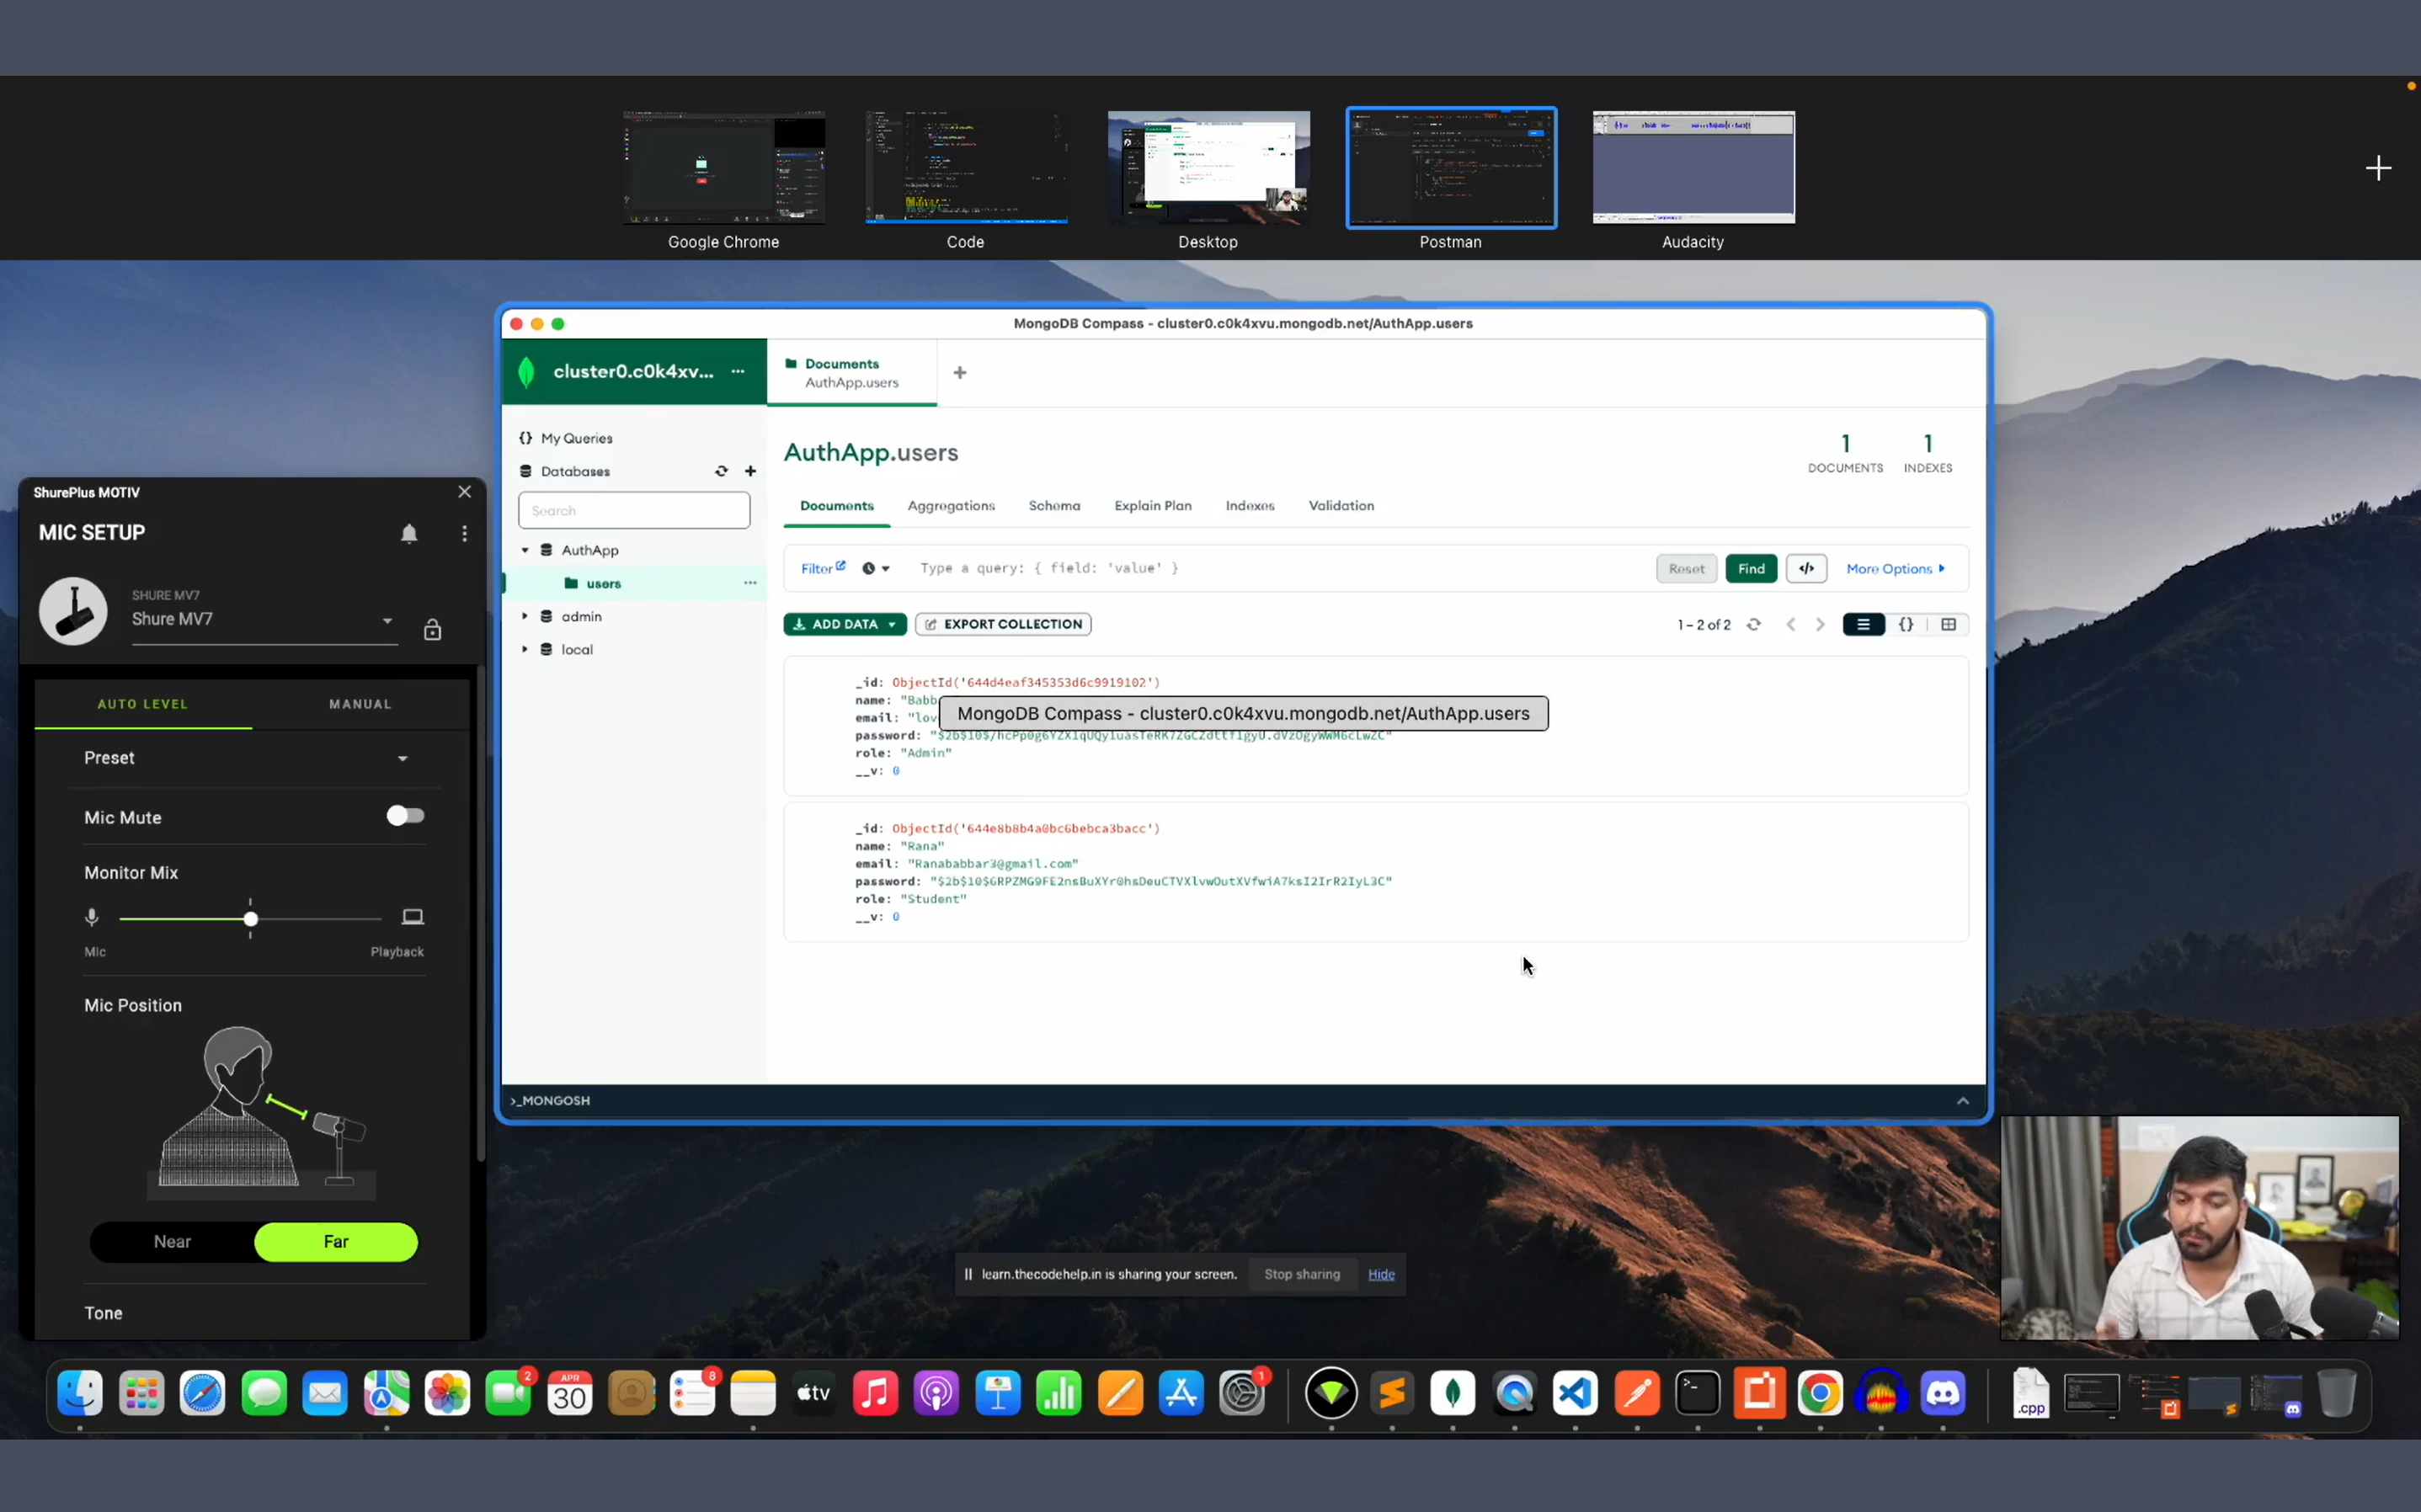 Google Chrome
Code
Desktop
Postman
Audacity
MongoDB Compass - cluster0.c0k4xvu.mongodb.net/AuthApp.users
cluster0.c0k4xv... ...
Documents
AuthApp.users
My Queries
Databases
Search
AuthApp
users
admin
local
AuthApp.users
1
DOCUMENTS
1
INDEXES
Documents Aggregations Schema Explain Plan Indexes Validation
Filter
Type a query: { field: 'value' }
Reset
Find
</>
More Options
ADD DATA
EXPORT COLLECTION
1 – 2 of 2
{}
_id: ObjectId('644d4eaf345353d6c9919102')
name: "Babb
email: "lov
MongoDB Compass - cluster0.c0k4xvu.mongodb.net/AuthApp.users
password:
role: "Admin"
__v: 0
_id: ObjectId('644e8b8b4a0bc6bebca3bacc')
name: "Rana"
email: "Ranababbar3@gmail.com"
password: "$2b$10$6RPZMG9FE2nsBuXYr0hsDeuCTVXlvwOutXVfwiA7ksI2IrR2IyL3C"
role: "Student"
__v: 0
>_MONGOSH
ShurePlus MOTIV
MIC SETUP
SHURE MV7
Shure MV7
AUTO LEVEL
MANUAL
Preset
Mic Mute
Monitor Mix
Mic
Playback
Mic Position
Near
Far
Tone
learn.thecodehelp.in is sharing your screen.
Stop sharing
Hide
2
APR
30
8
tv
1
.cpp